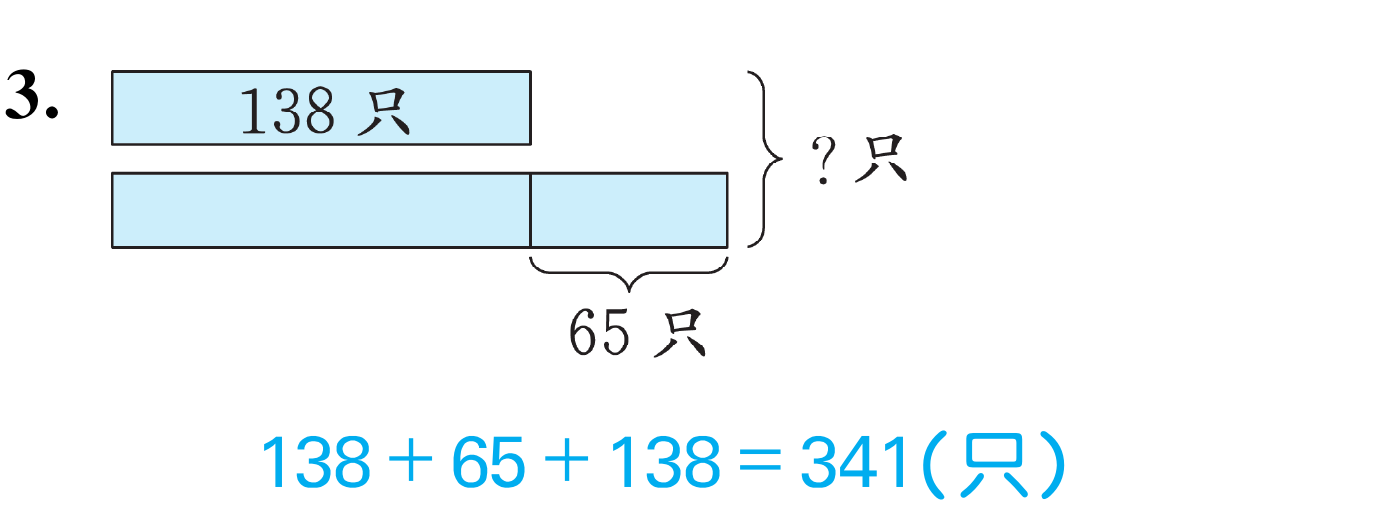 3.
138 只
? 只
65 只
138 + 65 + 138 = 341(只)